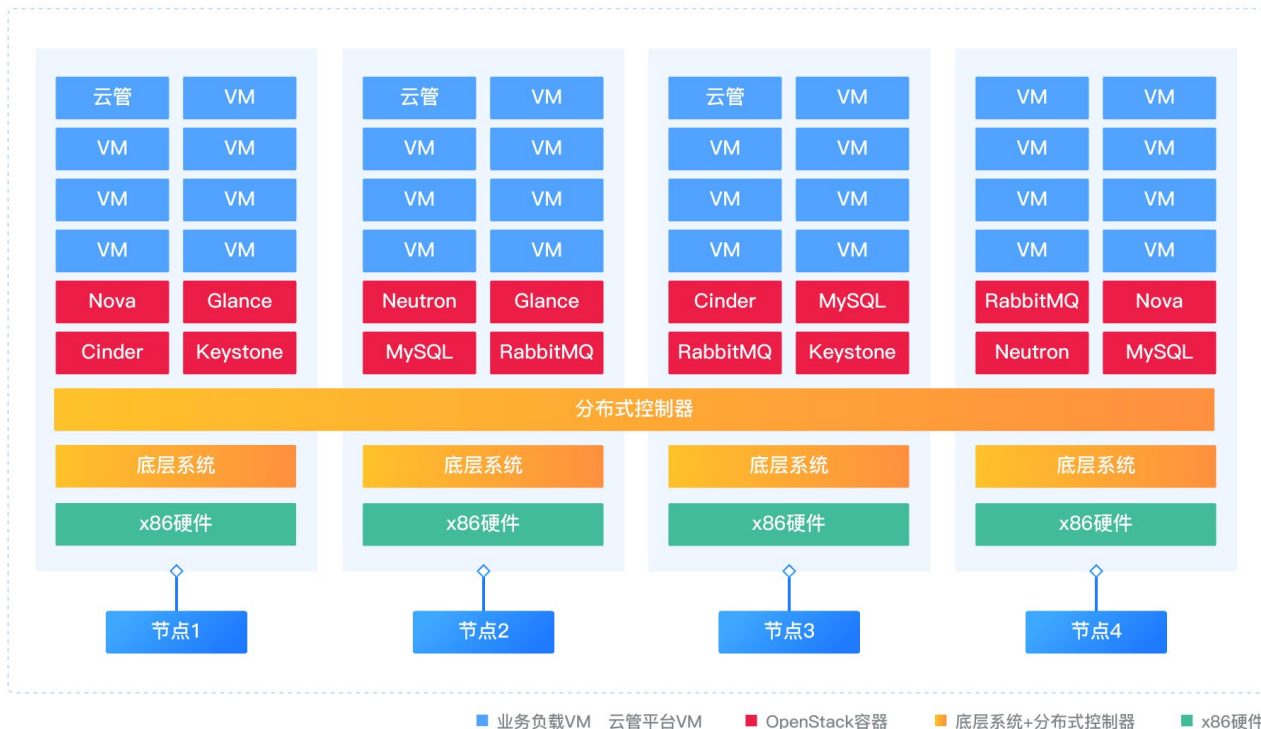 云管 VM 云管 VM 云管 VM VM VM
VM VM VM VM VM VM VM VM
VM VM VM VM VM VM VM VM
VM VM VM VM VM VM VM VM
Nova Glance Neutron Glance Cinder MySQL RabbitMQ Nova
Cinder Keystone MySQL RabbitMQ RabbitMQ Keystone Neutron MySQL
分布式控制器
底层系统 底层系统 底层系统 底层系统
x86硬件 x86硬件 x86硬件 x86硬件
节点1 节点2 节点3 节点4
业务负载VM 云管平台VM OpenStack容器 底层系统+分布式控制器 x86硬件